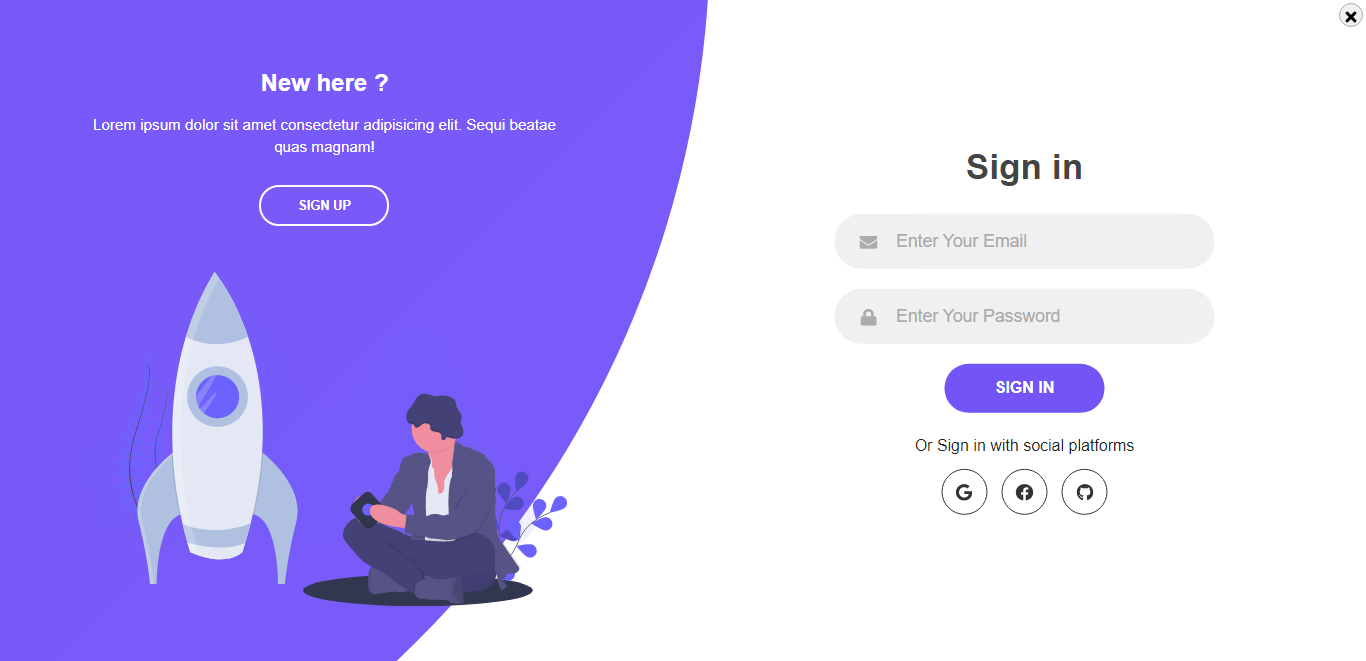 New here ?
Lorem ipsum dolor sit amet consectetur adipisicing elit. Sequi beatae
quas magnam!
SIGN UP
Sign in
Enter Your Email
Enter Your Password
SIGN IN
Or Sign in with social platforms